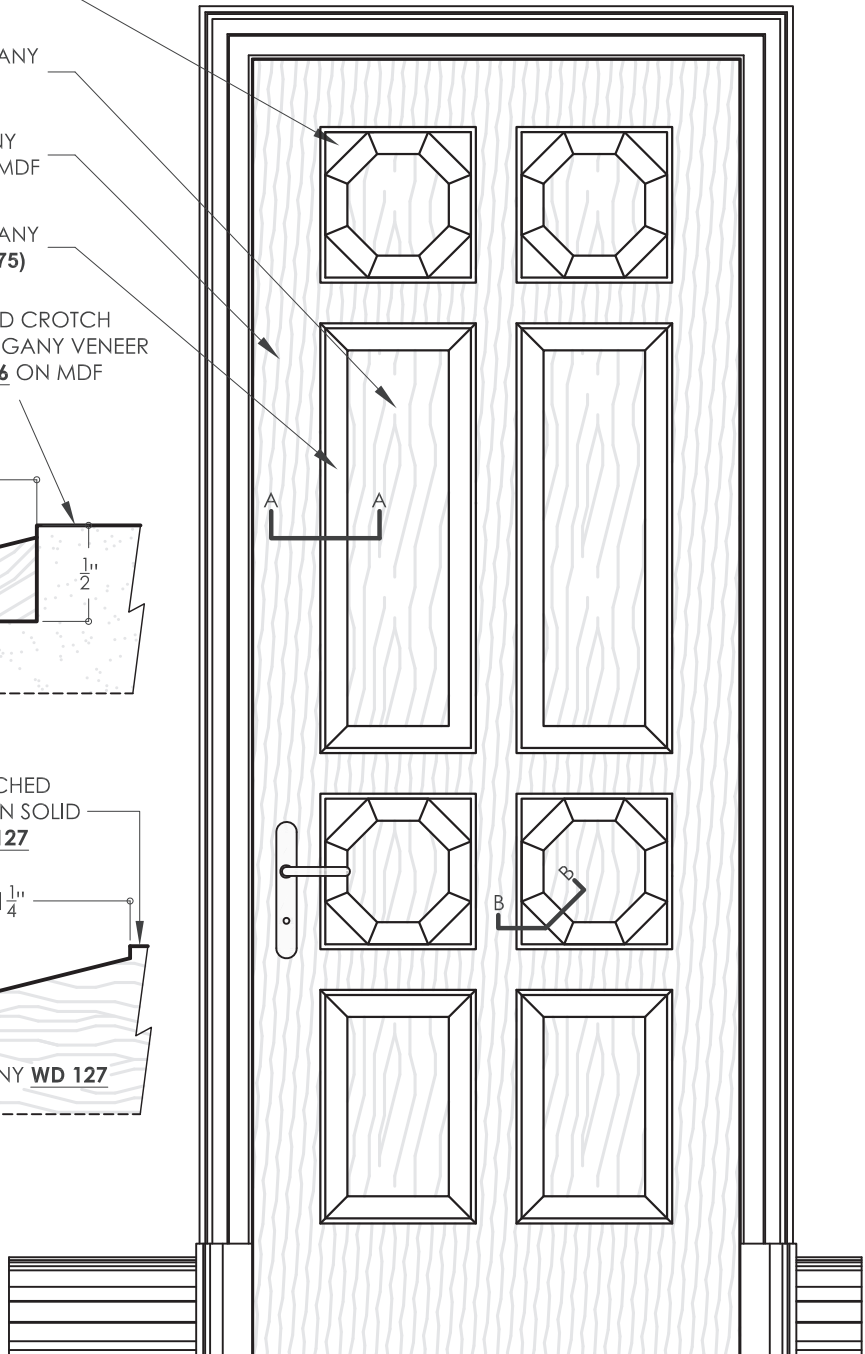 ANY
NY
MDF
ANY
75)
D CROTCH
GANY VENEER
6 ON MDF
A A
1/2"
CHED
N SOLID
127
1 1/4"
B
B
NY WD 127